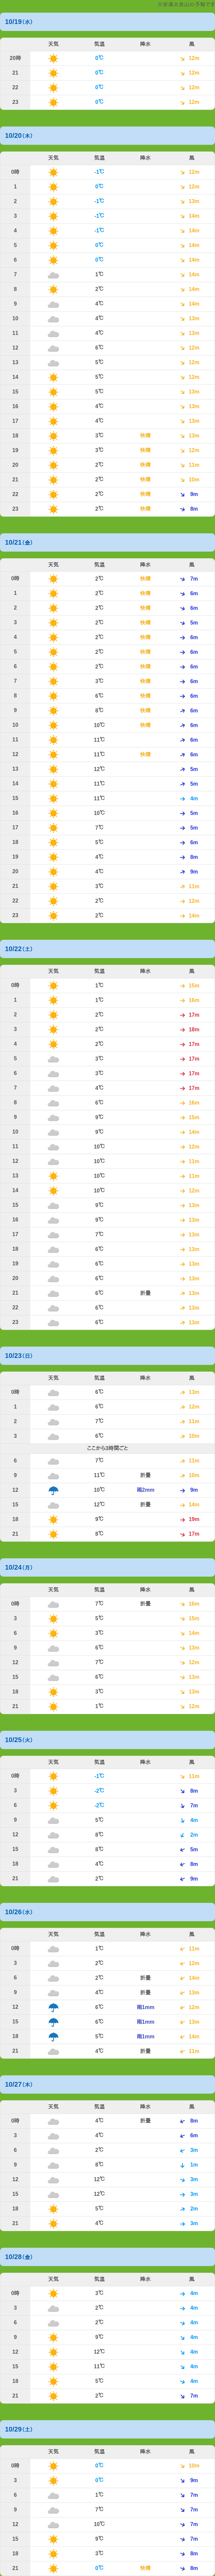 ※安達太良山の予報です
10/19(水)
天気 気温 降水 風
20時 0℃ 12m
21 0℃ 12m
22 0℃ 12m
23 0℃ 12m
10/20(木)
天気 気温 降水 風
0時 -1℃ 12m
1 0℃ 12m
2 -1℃ 13m
3 -1℃ 14m
4 -1℃ 14m
5 0℃ 14m
6 0℃ 14m
7 1℃ 14m
8 2℃ 14m
9 4℃ 14m
10 4℃ 13m
11 4℃ 13m
12 6℃ 12m
13 5℃ 12m
14 5℃ 12m
15 5℃ 13m
16 4℃ 13m
17 4℃ 13m
18 3℃ 快晴 13m
19 3℃ 快晴 12m
20 2℃ 快晴 11m
21 2℃ 快晴 10m
22 2℃ 快晴 9m
23 2℃ 快晴 8m
10/21(金)
天気 気温 降水 風
0時 2℃ 快晴 7m
1 2℃ 快晴 6m
2 2℃ 快晴 6m
3 2℃ 快晴 5m
4 2℃ 快晴 6m
5 2℃ 快晴 6m
6 2℃ 快晴 6m
7 3℃ 快晴 6m
8 6℃ 快晴 6m
9 8℃ 快晴 6m
10 10℃ 快晴 6m
11 11℃ 6m
12 11℃ 快晴 6m
13 12℃ 5m
14 11℃ 5m
15 11℃ 4m
16 10℃ 5m
17 7℃ 5m
18 5℃ 6m
19 4℃ 8m
20 4℃ 9m
21 3℃ 11m
22 2℃ 12m
23 2℃ 14m
10/22(土)
天気 気温 降水 風
0時 1℃ 15m
1 1℃ 16m
2 2℃ 17m
3 2℃ 18m
4 2℃ 17m
5 3℃ 17m
6 3℃ 17m
7 4℃ 17m
8 6℃ 16m
9 9℃ 15m
10 9℃ 14m
11 10℃ 12m
12 10℃ 11m
13 10℃ 11m
14 10℃ 12m
15 9℃ 13m
16 9℃ 13m
17 7℃ 13m
18 6℃ 13m
19 6℃ 13m
20 6℃ 13m
21 6℃ 折畳 13m
22 6℃ 13m
23 6℃ 13m
10/23(日)
天気 気温 降水 風
0時 6℃ 13m
1 6℃ 12m
2 7℃ 11m
3 6℃ 10m
ここから3時間ごと
6 7℃ 11m
9 11℃ 折畳 10m
12 10℃ 雨2mm 9m
15 12℃ 折畳 14m
18 9℃ 19m
21 8℃ 17m
10/24(月)
天気 気温 降水 風
0時 7℃ 折畳 16m
3 5℃ 15m
6 3℃ 14m
9 6℃ 13m
12 7℃ 12m
15 6℃ 13m
18 3℃ 13m
21 1℃ 12m
10/25(火)
天気 気温 降水 風
0時 -1℃ 11m
3 -2℃ 8m
6 -2℃ 7m
9 5℃ 4m
12 8℃ 2m
15 8℃ 5m
18 4℃ 8m
21 2℃ 9m
10/26(水)
天気 気温 降水 風
0時 1℃ 11m
3 2℃ 12m
6 2℃ 折畳 14m
9 4℃ 折畳 13m
12 6℃ 雨1mm 12m
15 6℃ 雨1mm 13m
18 5℃ 雨1mm 14m
21 4℃ 折畳 11m
10/27(木)
天気 気温 降水 風
0時 4℃ 折畳 8m
3 4℃ 6m
6 2℃ 3m
9 8℃ 1m
12 12℃ 3m
15 12℃ 3m
18 5℃ 2m
21 4℃ 3m
10/28(金)
天気 気温 降水 風
0時 3℃ 4m
3 2℃ 4m
6 2℃ 4m
9 9℃ 4m
12 12℃ 4m
15 11℃ 4m
18 5℃ 4m
21 2℃ 7m
10/29(土)
天気 気温 降水 風
0時 0℃ 10m
3 0℃ 9m
6 1℃ 7m
9 7℃ 7m
12 10℃ 7m
15 9℃ 7m
18 3℃ 8m
21 0℃ 快晴 8m